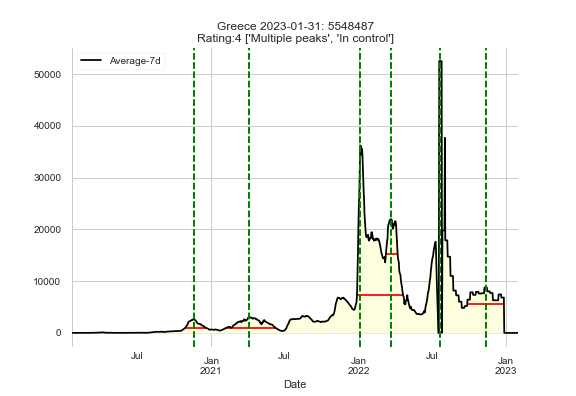 Greece 2023-01-31: 5548487
Rating:4 ['Multiple peaks', 'In control']
Average-7d
50000
40000
30000
20000
10000
0
Jul
Jan
2021
Jul
Jan
2022
Jul
Jan
2023
Date